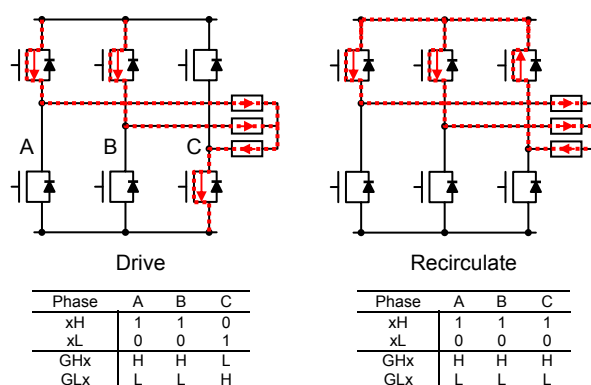 A B C
Drive
Recirculate
Phase A B C
xH 1 1 0
xL 0 0 1
GHx H H L
GLx L L H
Phase A B C
xH 1 1 1
xL 0 0 0
GHx H H H
GLx L L L